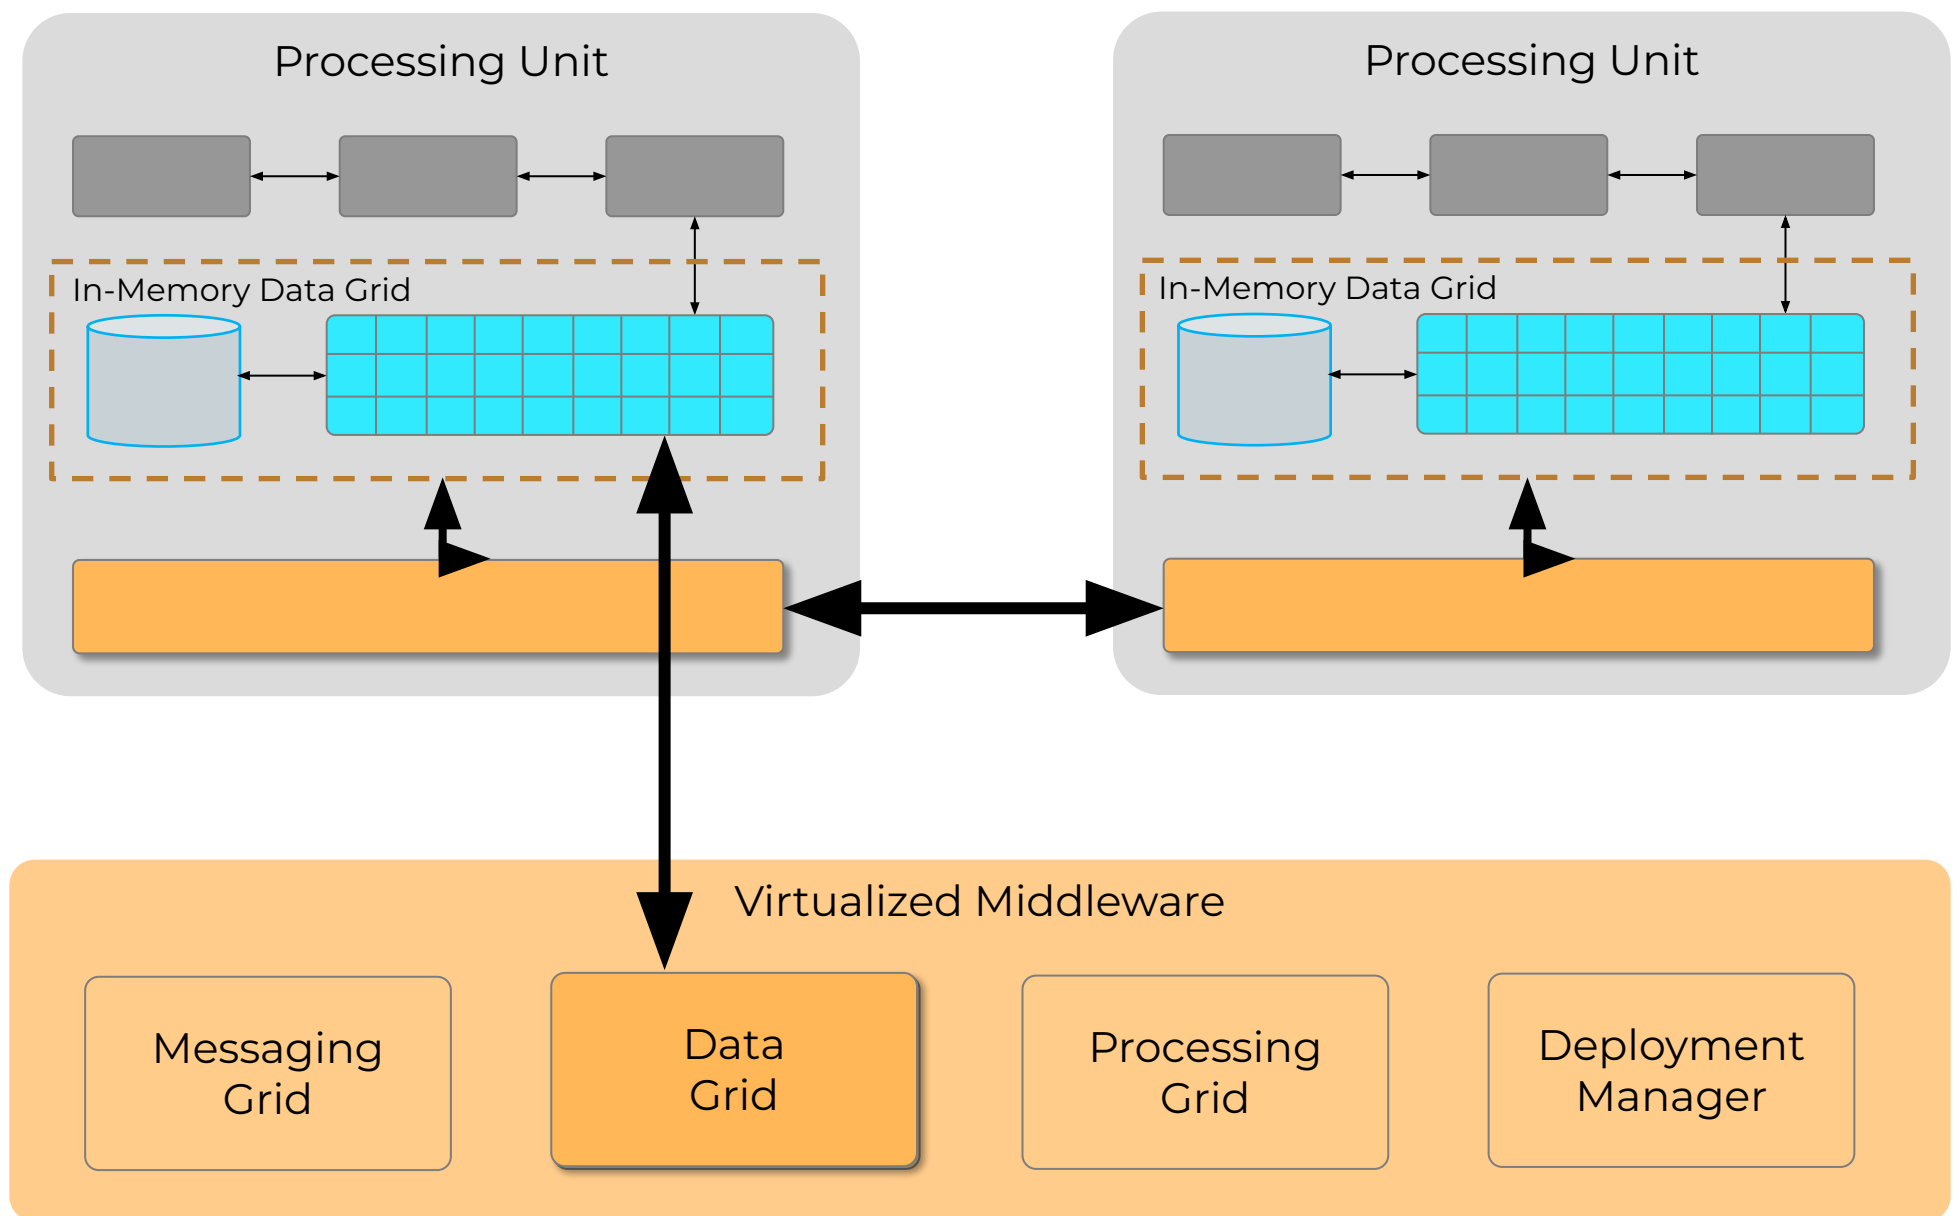 Processing Unit
Processing Unit
In-Memory Data Grid
In-Memory Data Grid
Virtualized Middleware
Messaging
Grid
Data
Grid
Processing
Grid
Deployment
Manager